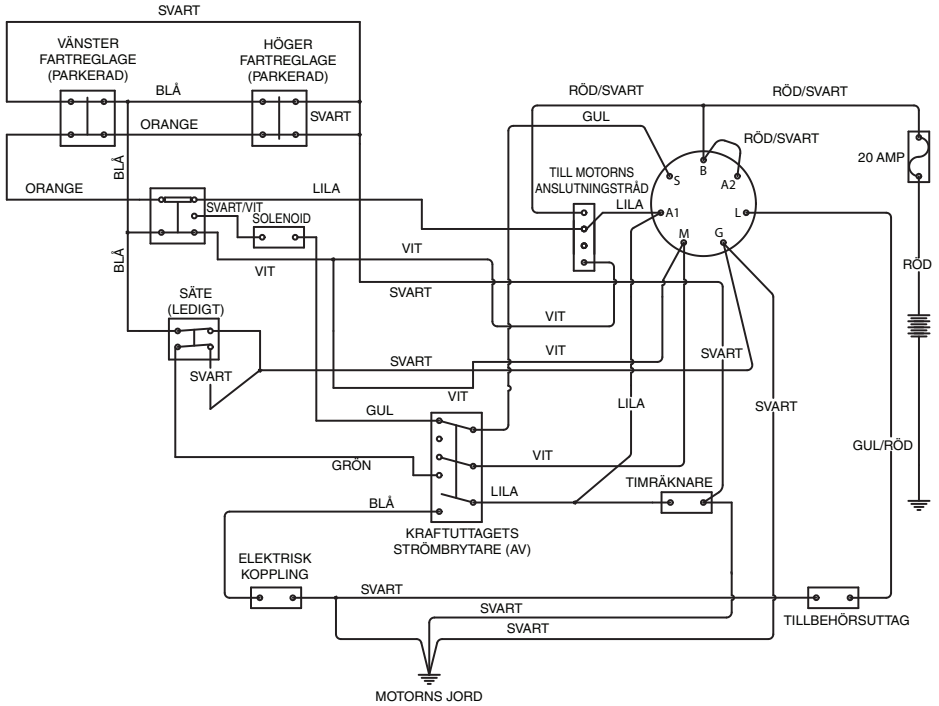 SVART
VÄNSTER
FARTREGLAGE
(PARKERAD)
HÖGER
FARTREGLAGE
(PARKERAD)
BLÅ
SVART
ORANGE
RÖD/SVART
RÖD/SVART
GUL
RÖD/SVART
20 AMP
BLÅ
ORANGE
LILA
TILL MOTORNS
ANSLUTNINGSTRÅD
LILA
S
B
A2
A1
L
M
G
SVART/VIT
SOLENOID
BLÅ
VIT
VIT
RÖD
SÄTE
(LEDIGT)
SVART
VIT
SVART
SVART
VIT
SVART
VIT
LILA
SVART
GUL
GRÖN
VIT
GUL/RÖD
BLÅ
LILA
TIMRÄKNARE
KRAFTUTTAGETS
STRÖMBRYTARE (AV)
ELEKTRISK
KOPPLING
SVART
SVART
SVART
TILLBEHÖRSUTTAG
MOTORNS JORD